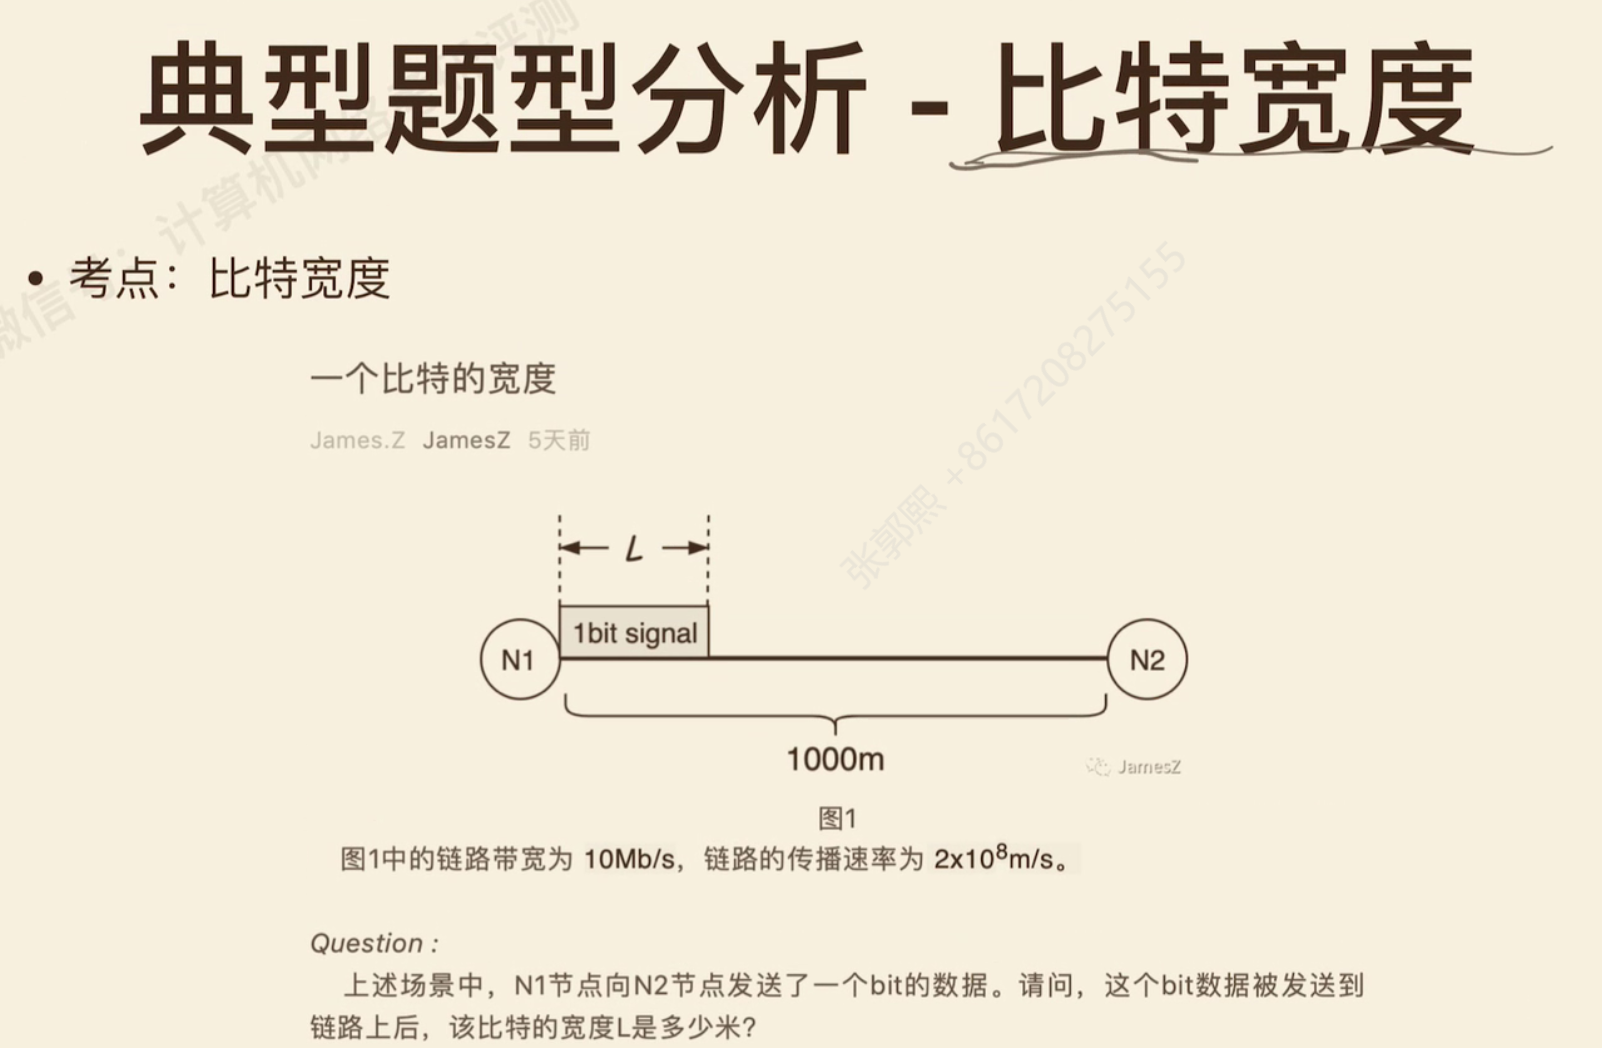 典型题型分析 - 比特宽度
• 考点：比特宽度
一个比特的宽度
James.Z JamesZ 5天前
L
1bit signal
N1
N2
1000m
JamesZ
图1
图1中的链路带宽为 10Mb/s，链路的传播速率为 2x10⁸m/s。
Question :
上述场景中，N1节点向N2节点发送了一个bit的数据。请问，这个bit数据被发送到
链路上后，该比特的宽度L是多少米？
微信号：计算机网络 评测
张郭熙 +8617208275155